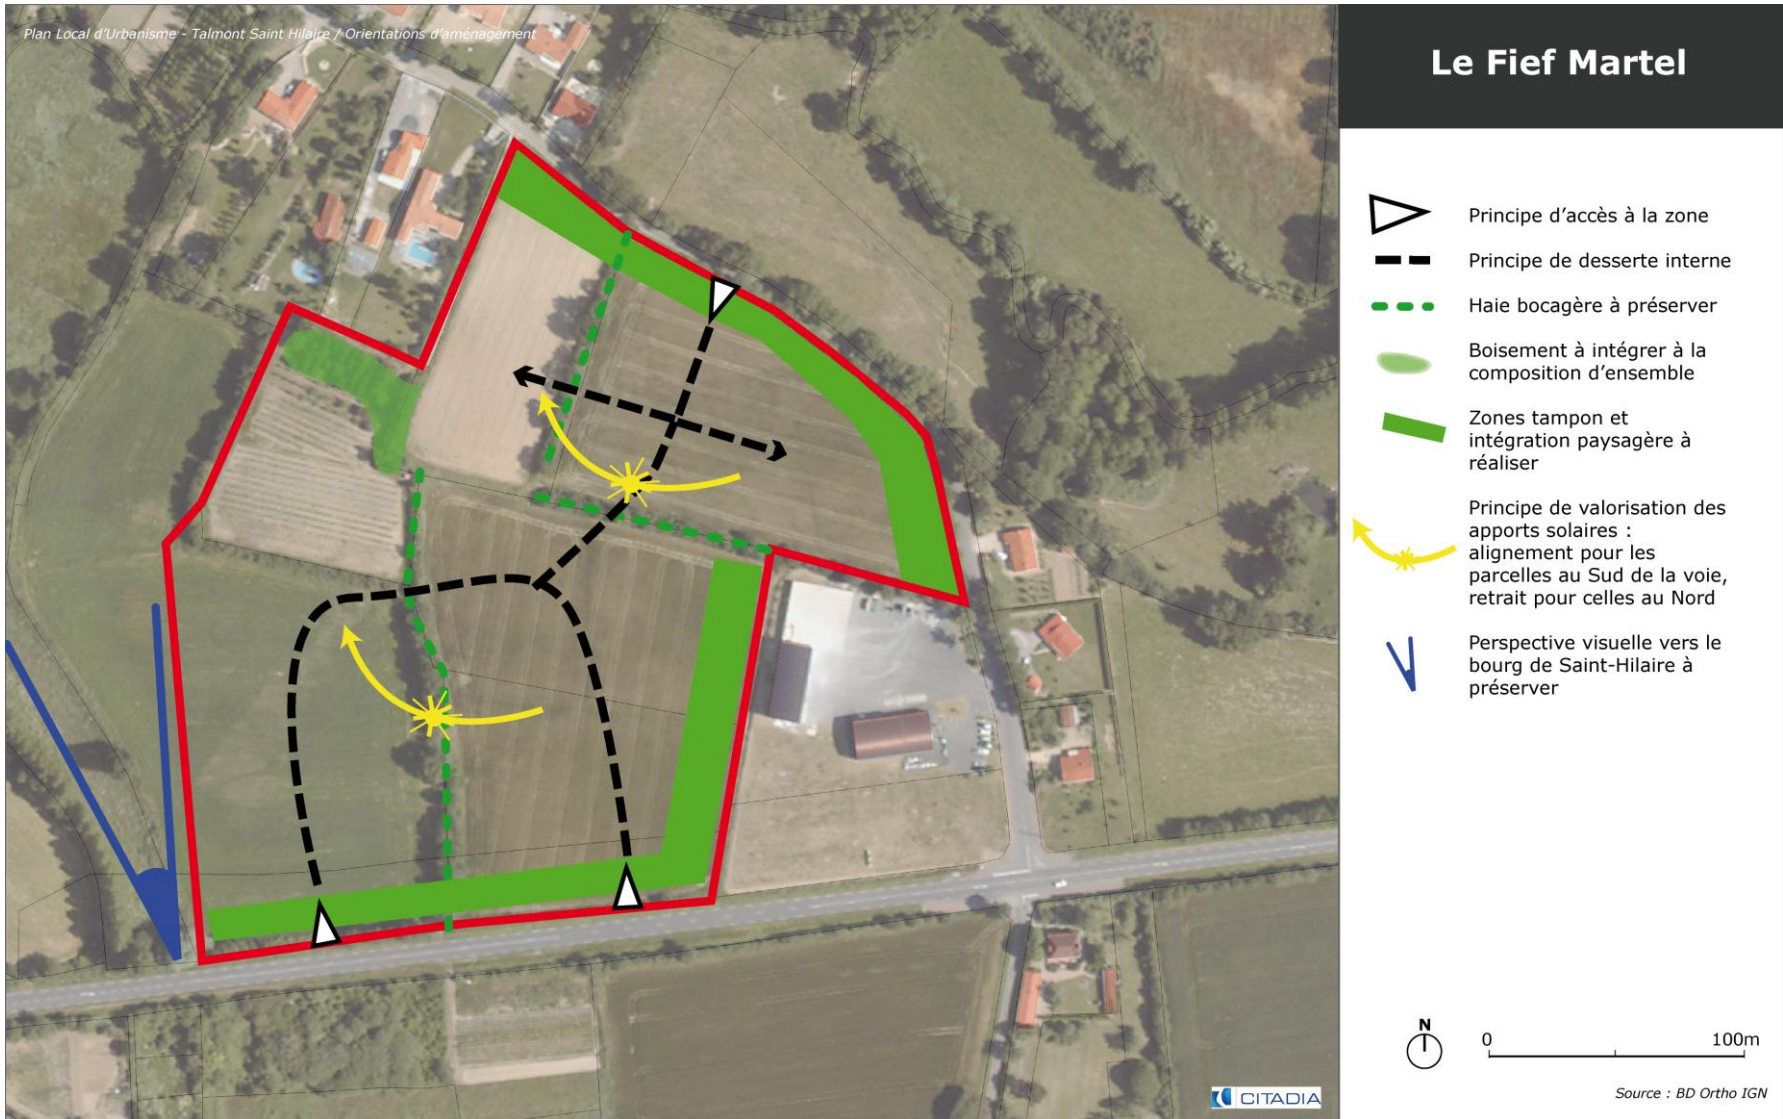 Plan Local d'Urbanisme - Talmont Saint Hilaire / Orientations d'aménagement
Le Fief Martel
Principe d'accès à la zone
Principe de desserte interne
Haie bocagère à préserver
Boisement à intégrer à la
composition d'ensemble
Zones tampon et
intégration paysagère à
réaliser
Principe de valorisation des
apports solaires :
alignement pour les
parcelles au Sud de la voie,
retrait pour celles au Nord
Perspective visuelle vers le
bourg de Saint-Hilaire à
préserver
N
0 100m
Source : BD Ortho IGN
CITADIA